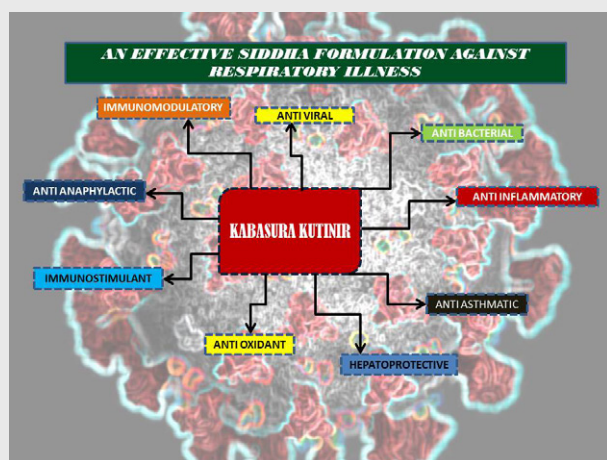 AN EFFECTIVE SIDDHA FORMULATION AGAINST
RESPIRATORY ILLNESS
IMMUNOMODULATORY
ANTI VIRAL
ANTI BACTERIAL
ANTI ANAPHYLACTIC
ANTI INFLAMMATORY
KABASURA KUTINIR
IMMUNOSTIMULANT
ANTI ASTHMATIC
ANTI OXIDANT
HEPATOPROTECTIVE